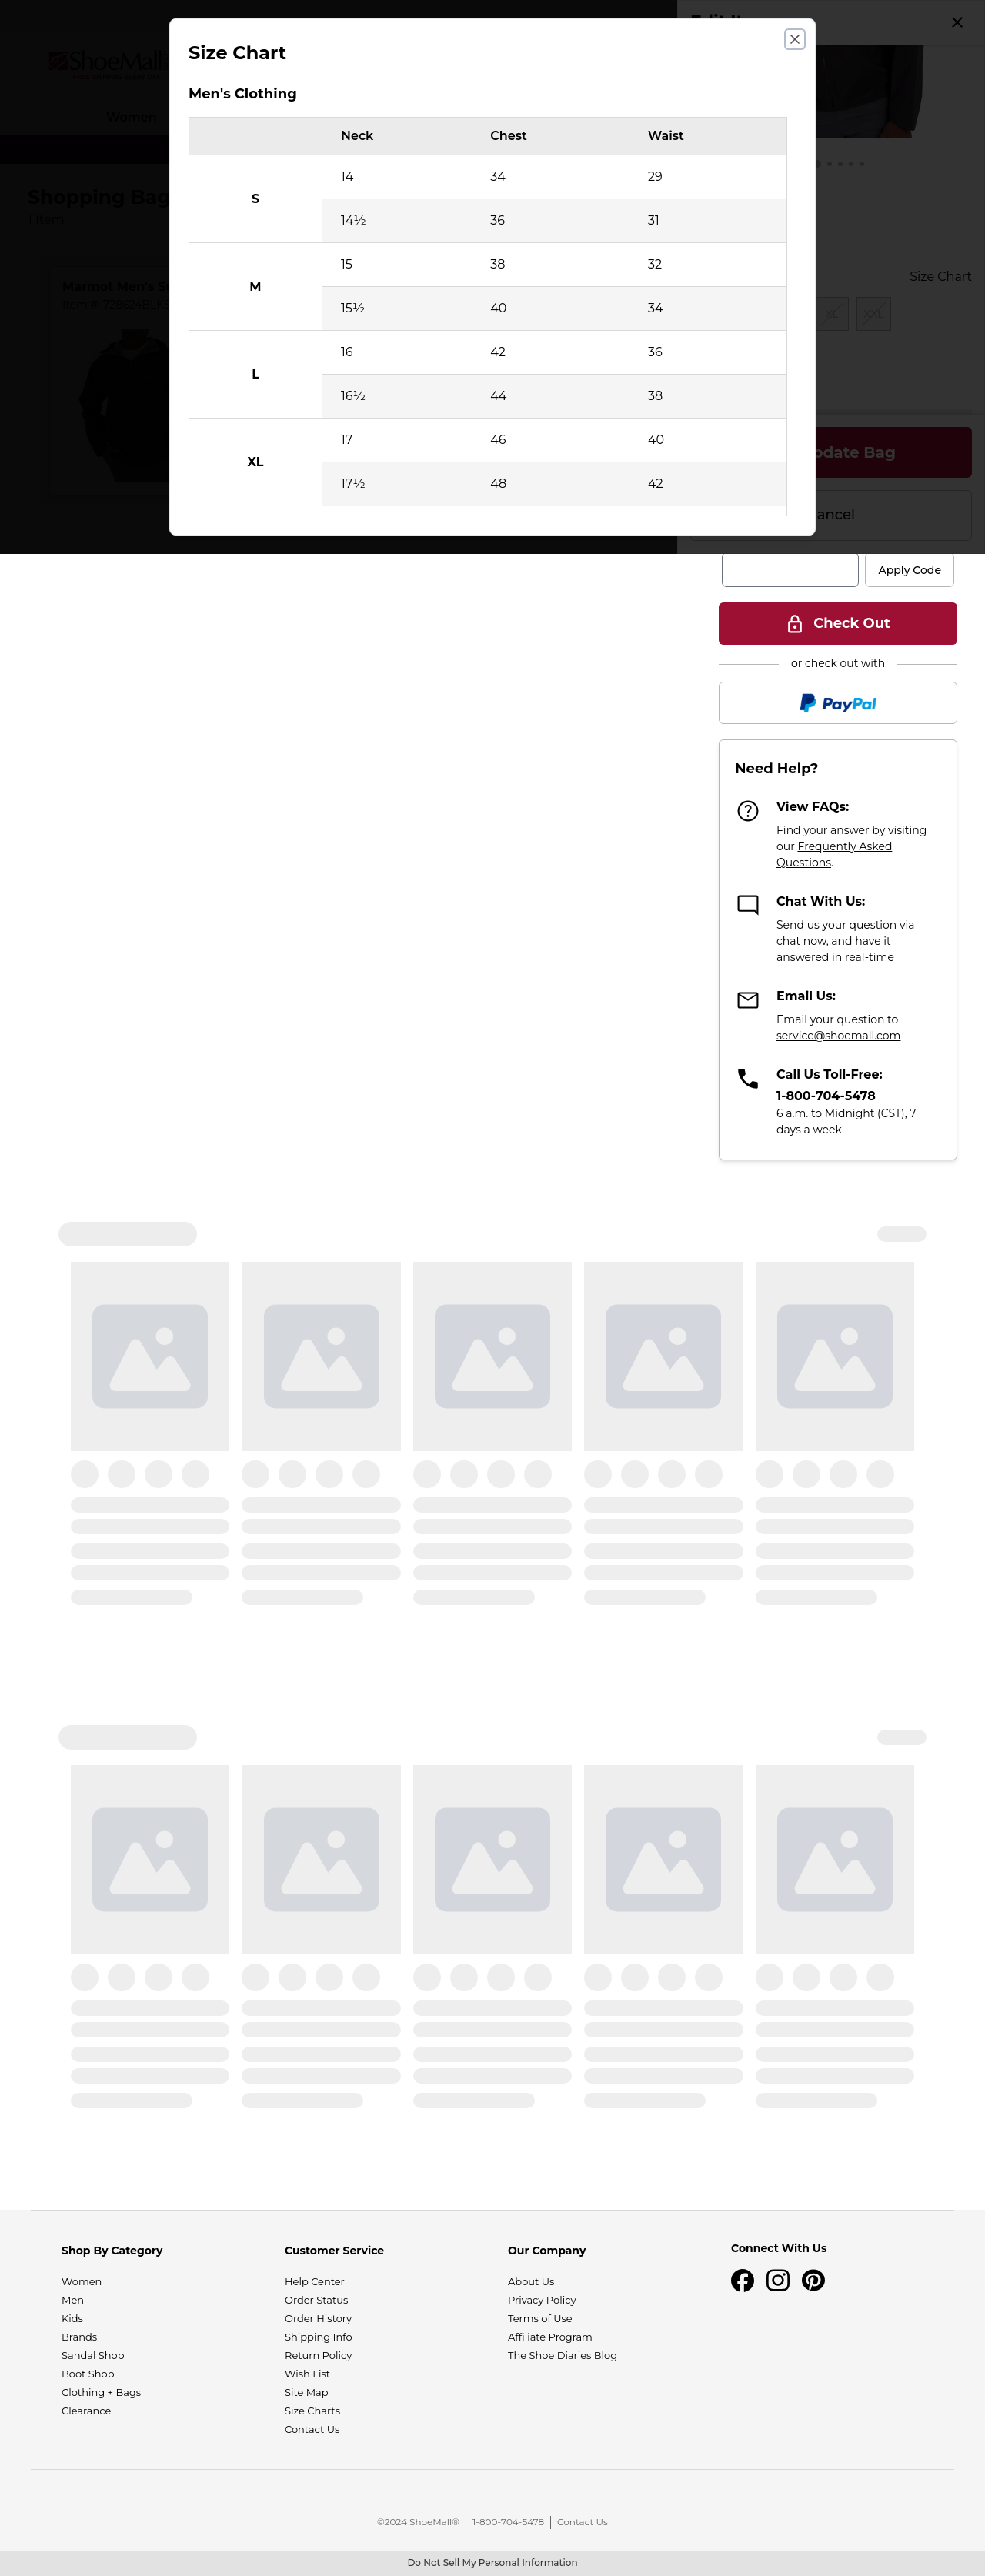 Size Chart
Men's Clothing
Neck Chest Waist
S
14 34 29
14½ 36 31
M
15 38 32
15½ 40 34
L
16 42 36
16½ 44 38
XL
17 46 40
17½ 48 42
ShoeMall
Women
Shopping Bag
1 item
Marmot Men's
Edit Item
Size Chart
XL XXL
Update Bag
Cancel
Apply Code
Check Out
or check out with
PayPal
Need Help?
View FAQs:
Find your answer by visiting
our Frequently Asked
Questions.
Chat With Us:
Send us your question via
chat now, and have it
answered in real-time
Email Us:
Email your question to
service@shoemall.com
Call Us Toll-Free:
1-800-704-5478
6 a.m. to Midnight (CST), 7
days a week
Shop By Category
Women
Men
Kids
Brands
Sandal Shop
Boot Shop
Clothing + Bags
Clearance
Customer Service
Help Center
Order Status
Order History
Shipping Info
Return Policy
Wish List
Site Map
Size Charts
Contact Us
Our Company
About Us
Privacy Policy
Terms of Use
Affiliate Program
The Shoe Diaries Blog
Connect With Us
©2024 ShoeMall® | 1-800-704-5478 | Contact Us
Do Not Sell My Personal Information